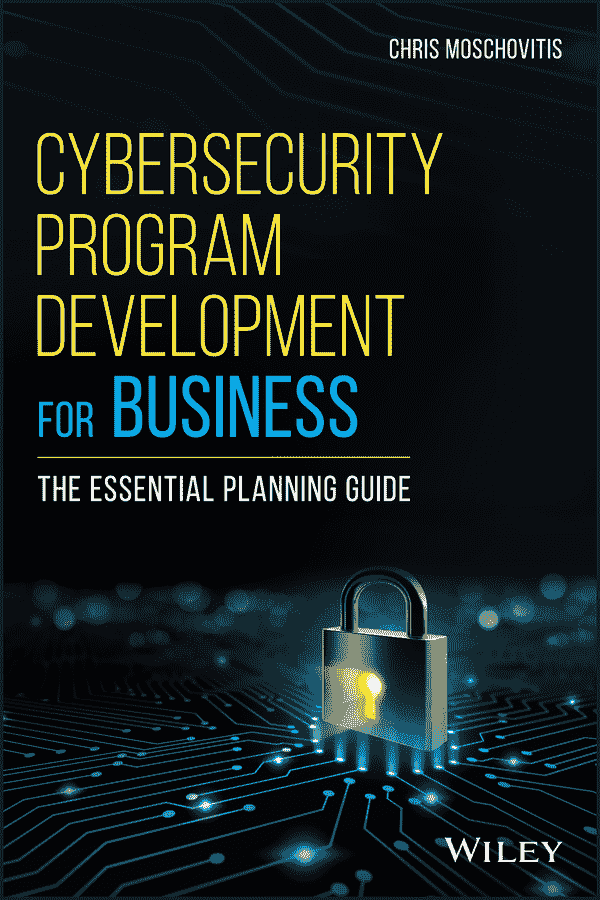 CHRIS MOSCHOVITIS
CYBERSECURITY
PROGRAM
DEVELOPMENT
FOR BUSINESS
THE ESSENTIAL PLANNING GUIDE
WILEY